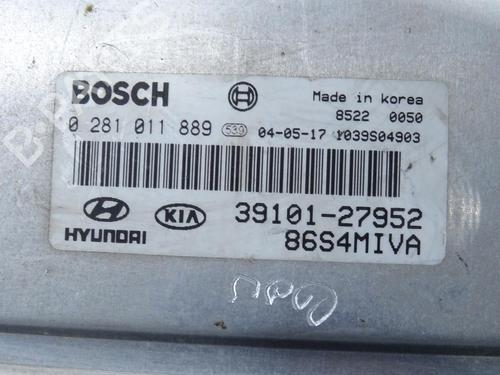 BOSCH
Made in korea
8522 0050
0 281 011 889 539 04-05-17 1039S04903
HYUNDAI KIA 39101-27952
86S4MIVA